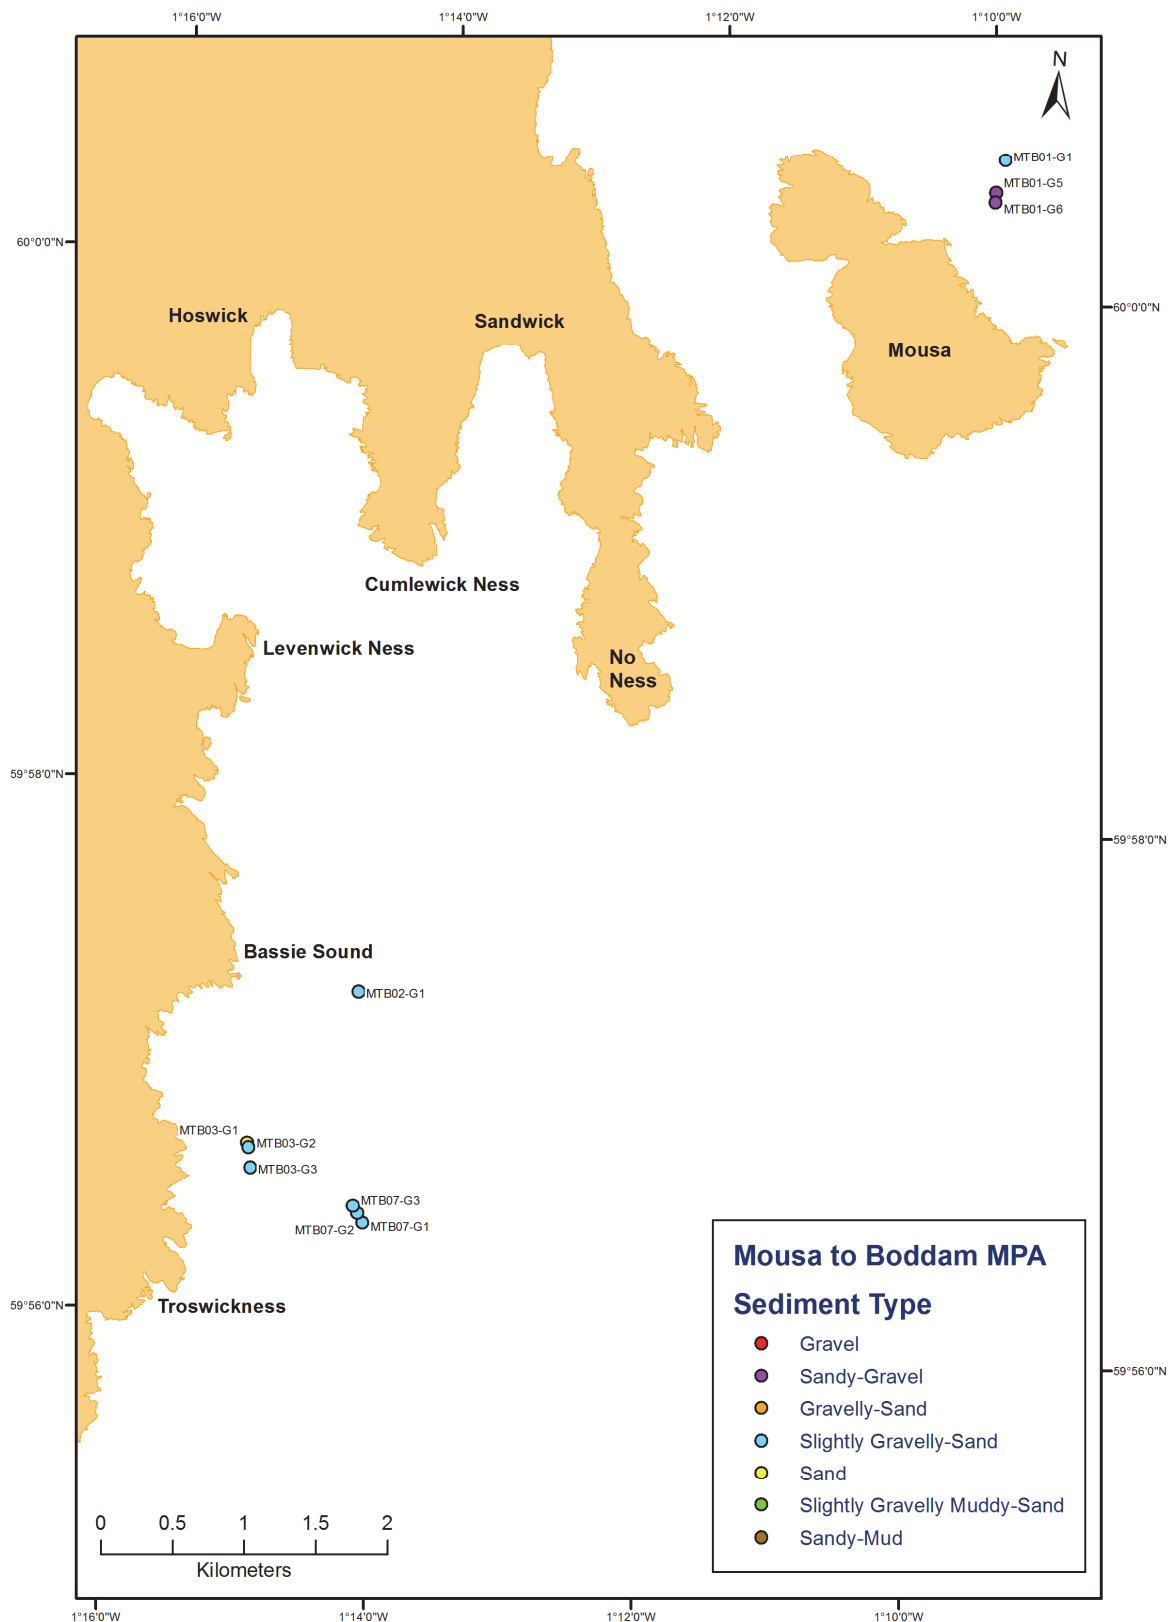 1°16'0"W
1°14'0"W
1°12'0"W
1°10'0"W
N
MTB01-G1
MTB01-G5
MTB01-G6
60°0'0"N
60°0'0"N
Hoswick
Sandwick
Mousa
Cumlewick Ness
Levenwick Ness
No
Ness
59°58'0"N
59°58'0"N
Bassie Sound
MTB02-G1
MTB03-G1
MTB03-G2
MTB03-G3
MTB07-G3
MTB07-G2
MTB07-G1
Troswickness
59°56'0"N
59°56'0"N
Mousa to Boddam MPA
Sediment Type
Gravel
Sandy-Gravel
Gravelly-Sand
Slightly Gravelly-Sand
Sand
Slightly Gravelly Muddy-Sand
Sandy-Mud
0 0.5 1 1.5 2
Kilometers
1°16'0"W
1°14'0"W
1°12'0"W
1°10'0"W